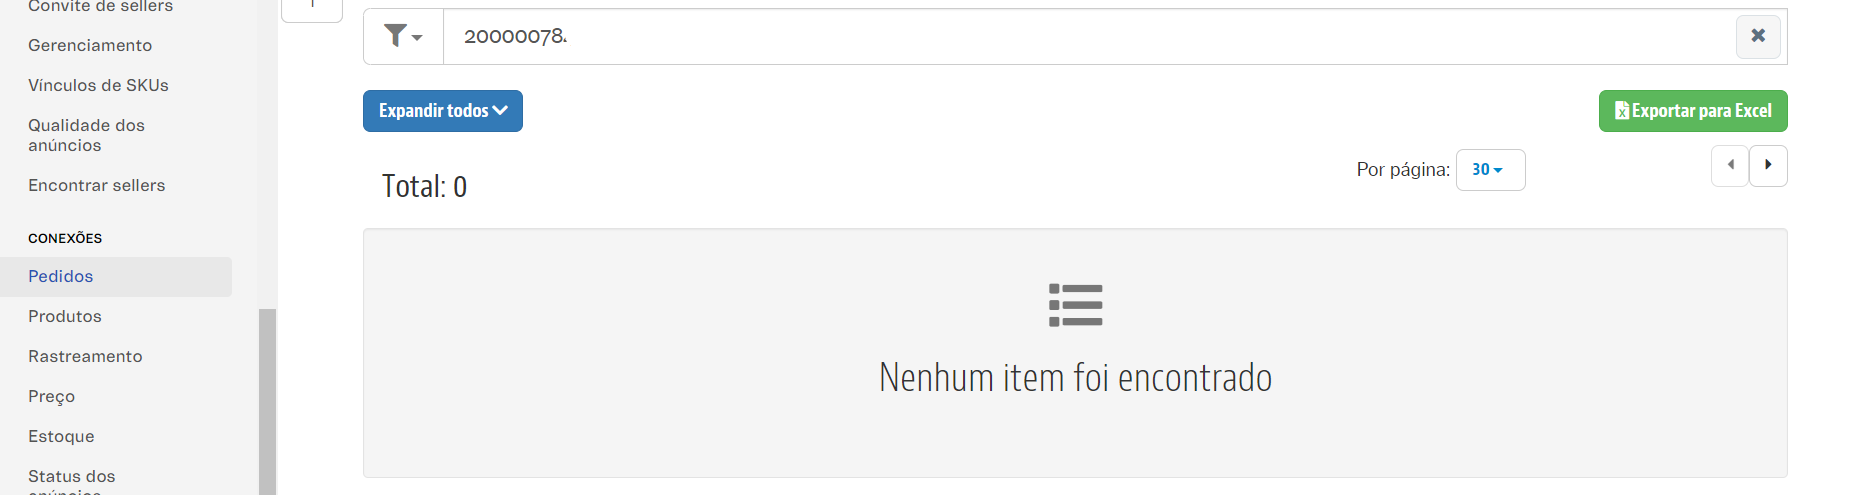 Convite de sellers
Gerenciamento
Vínculos de SKUs
Qualidade dos
anúncios
Encontrar sellers
CONEXÕES
Pedidos
Produtos
Rastreamento
Preço
Estoque
Status dos
anúncios
20000078
Expandir todos
Exportar para Excel
Total: 0
Por página: 30
Nenhum item foi encontrado